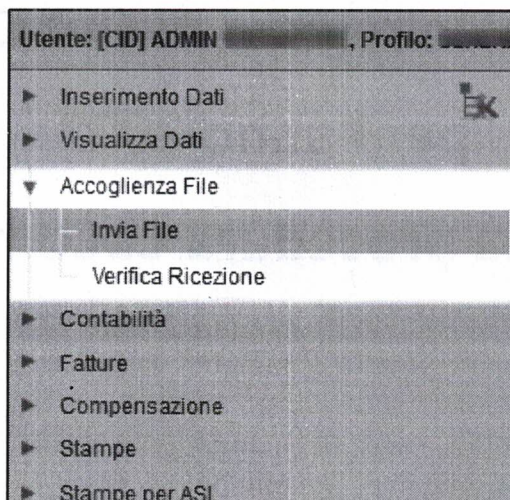 Utente: [CID] ADMIN , Profilo:
Inserimento Dati
Visualizza Dati
Accoglienza File
Invia File
Verifica Ricezione
Contabilità
Fatture
Compensazione
Stampe
Stampe per ASL